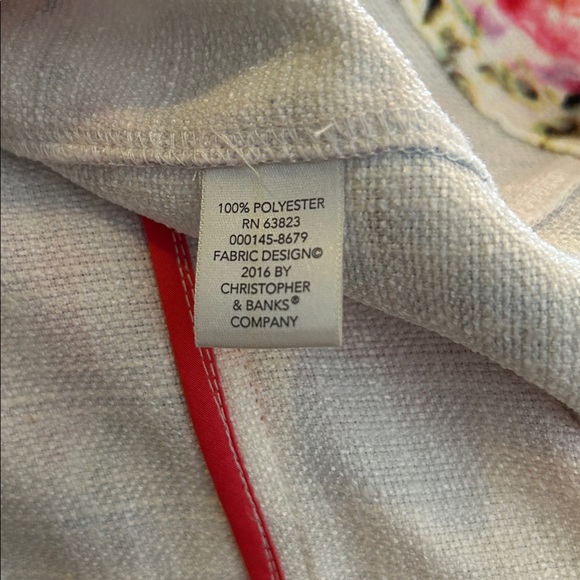 100% POLYESTER
RN 63823
000145-8679
FABRIC DESIGN©
2016 BY
CHRISTOPHER
& BANKS®
COMPANY